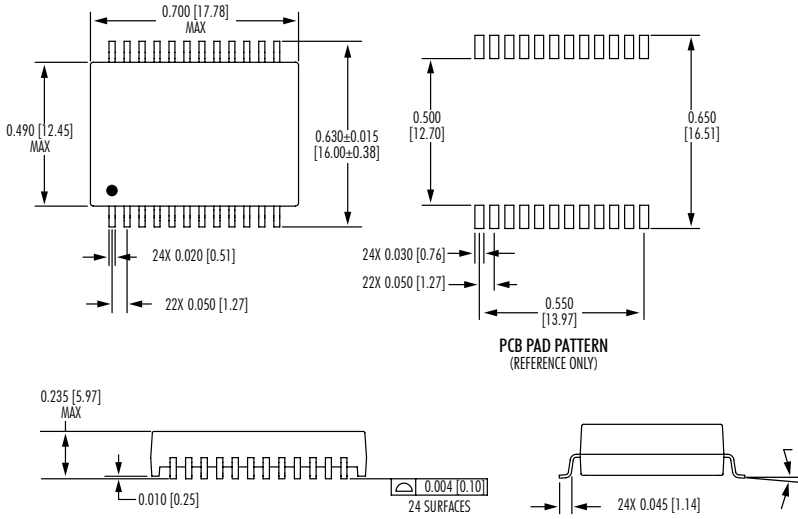 0.700 [17.78]
MAX
0.490 [12.45]
MAX
0.630±0.015
[16.00±0.38]
24X 0.020 [0.51]
22X 0.050 [1.27]
0.500
[12.70]
0.650
[16.51]
24X 0.030 [0.76]
22X 0.050 [1.27]
0.550
[13.97]
PCB PAD PATTERN
(REFERENCE ONLY)
0.235 [5.97]
MAX
0.010 [0.25]
0.004 [0.10]
24 SURFACES
24X 0.045 [1.14]